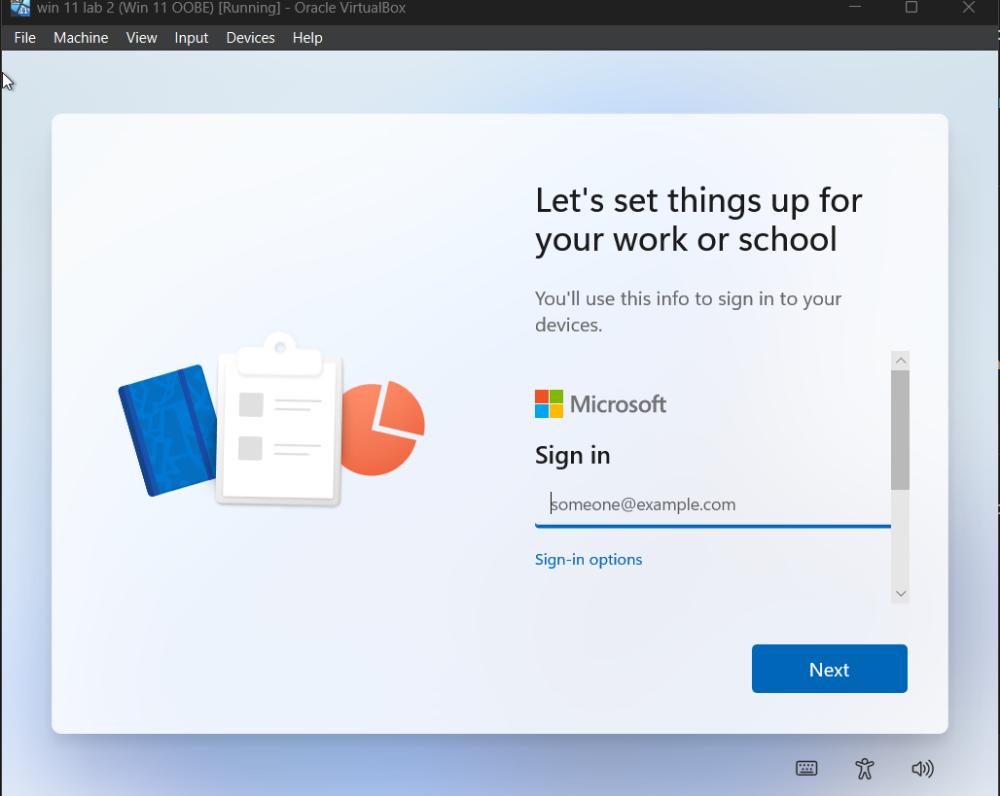 win 11 lab 2 (Win 11 OOBE) [Running] - Oracle VirtualBox
File Machine View Input Devices Help
Let's set things up for
your work or school
You'll use this info to sign in to your
devices.
Microsoft
Sign in
someone@example.com
Sign-in options
Next